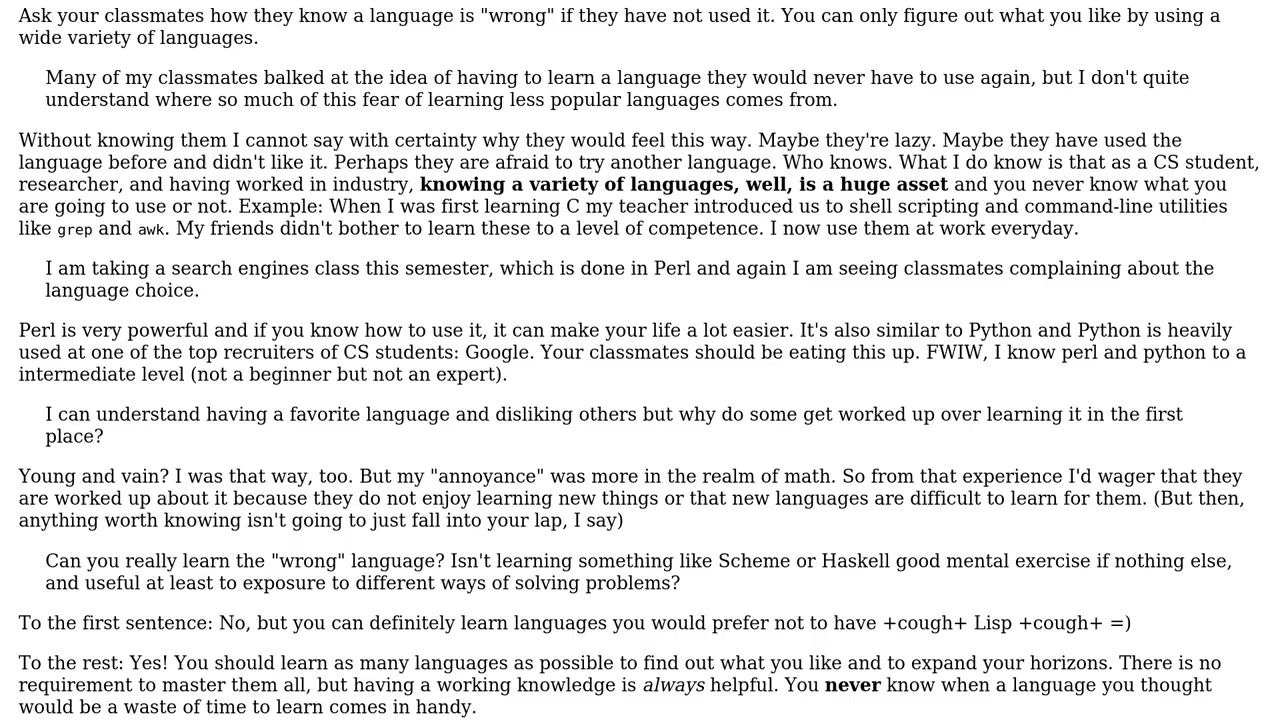 Ask your classmates how they know a language is "wrong" if they have not used it. You can only figure out what you like by using a
wide variety of languages.
Many of my classmates balked at the idea of having to learn a language they would never have to use again, but I don't quite
understand where so much of this fear of learning less popular languages comes from.
Without knowing them I cannot say with certainty why they would feel this way. Maybe they're lazy. Maybe they have used the
language before and didn't like it. Perhaps they are afraid to try another language. Who knows. What I do know is that as a CS student,
researcher, and having worked in industry, knowing a variety of languages, well, is a huge asset and you never know what you
are going to use or not. Example: When I was first learning C my teacher introduced us to shell scripting and command-line utilities
like grep and awk. My friends didn't bother to learn these to a level of competence. I now use them at work everyday.
I am taking a search engines class this semester, which is done in Perl and again I am seeing classmates complaining about the
language choice.
Perl is very powerful and if you know how to use it, it can make your life a lot easier. It's also similar to Python and Python is heavily
used at one of the top recruiters of CS students: Google. Your classmates should be eating this up. FWIW, I know perl and python to a
intermediate level (not a beginner but not an expert).
I can understand having a favorite language and disliking others but why do some get worked up over learning it in the first
place?
Young and vain? I was that way, too. But my "annoyance" was more in the realm of math. So from that experience I'd wager that they
are worked up about it because they do not enjoy learning new things or that new languages are difficult to learn for them. (But then,
anything worth knowing isn't going to just fall into your lap, I say)
Can you really learn the "wrong" language? Isn't learning something like Scheme or Haskell good mental exercise if nothing else,
and useful at least to exposure to different ways of solving problems?
To the first sentence: No, but you can definitely learn languages you would prefer not to have +cough+ Lisp +cough+ =)
To the rest: Yes! You should learn as many languages as possible to find out what you like and to expand your horizons. There is no
requirement to master them all, but having a working knowledge is always helpful. You never know when a language you thought
would be a waste of time to learn comes in handy.